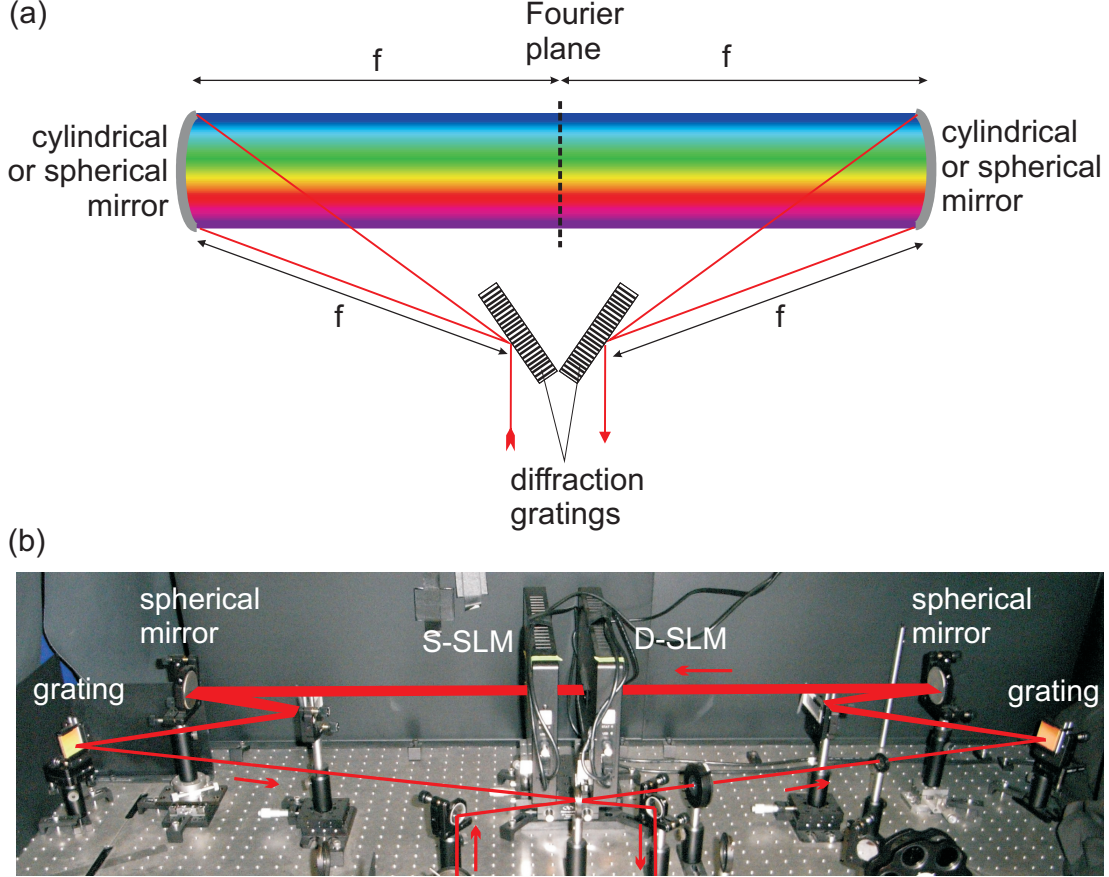 (a)
Fourier
plane
f
f
cylindrical
or spherical
mirror
cylindrical
or spherical
mirror
f
f
diffraction
gratings
(b)
spherical
mirror
spherical
mirror
S-SLM
D-SLM
grating
grating